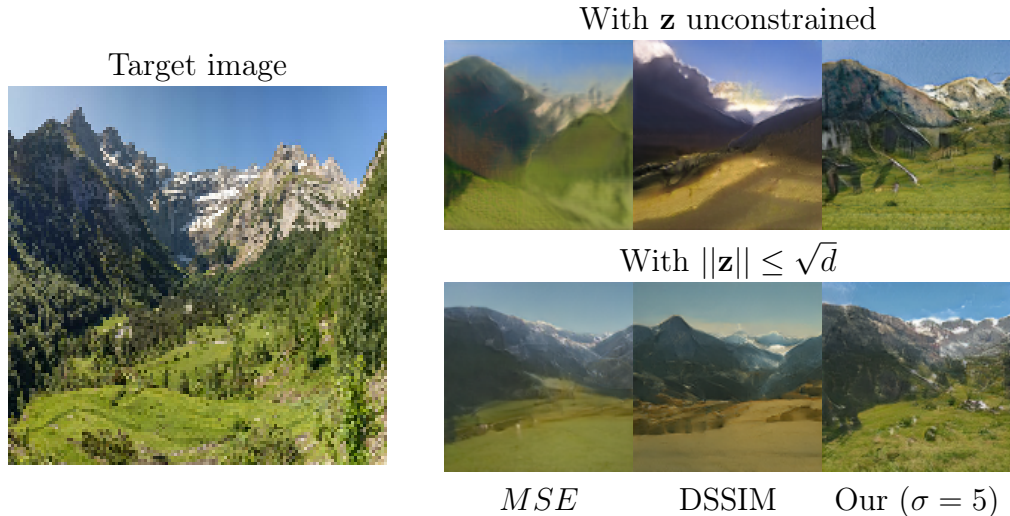 With z unconstrained
Target image
With ||z|| ≤ √d
MSE DSSIM Our (σ = 5)